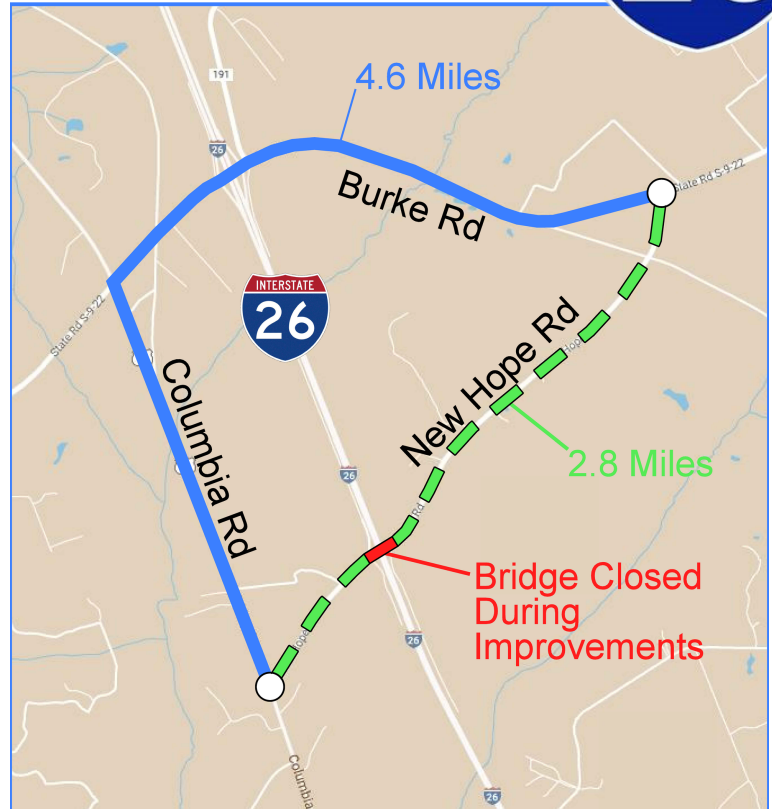 191
4.6 Miles
26
State Rd S-9-22
Burke Rd
INTERSTATE
26
State Rd S-9-22
New Hope Rd
Hope
Columbia Rd
2.8 Miles
26
Rd
Bridge Closed
During
Improvements
Hope
26
Columbia
26